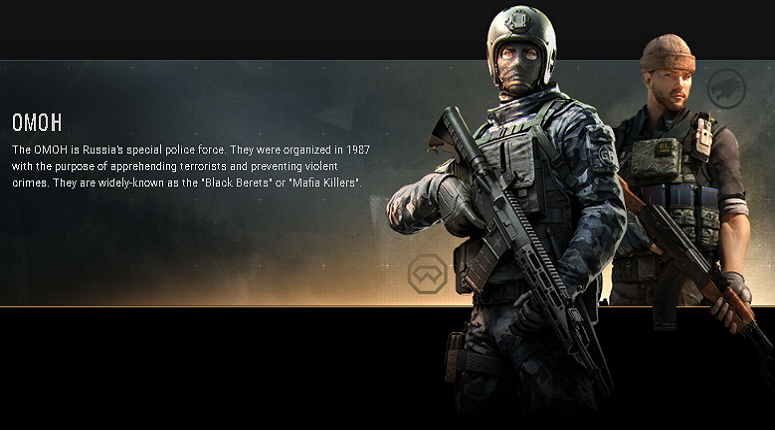 OMOH
The OMOH is Russia's special police force. They were organized in 1987
with the purpose of apprehending terrorists and preventing violent
crimes. They are widely-known as the "Black Berets" or "Mafia Killers".